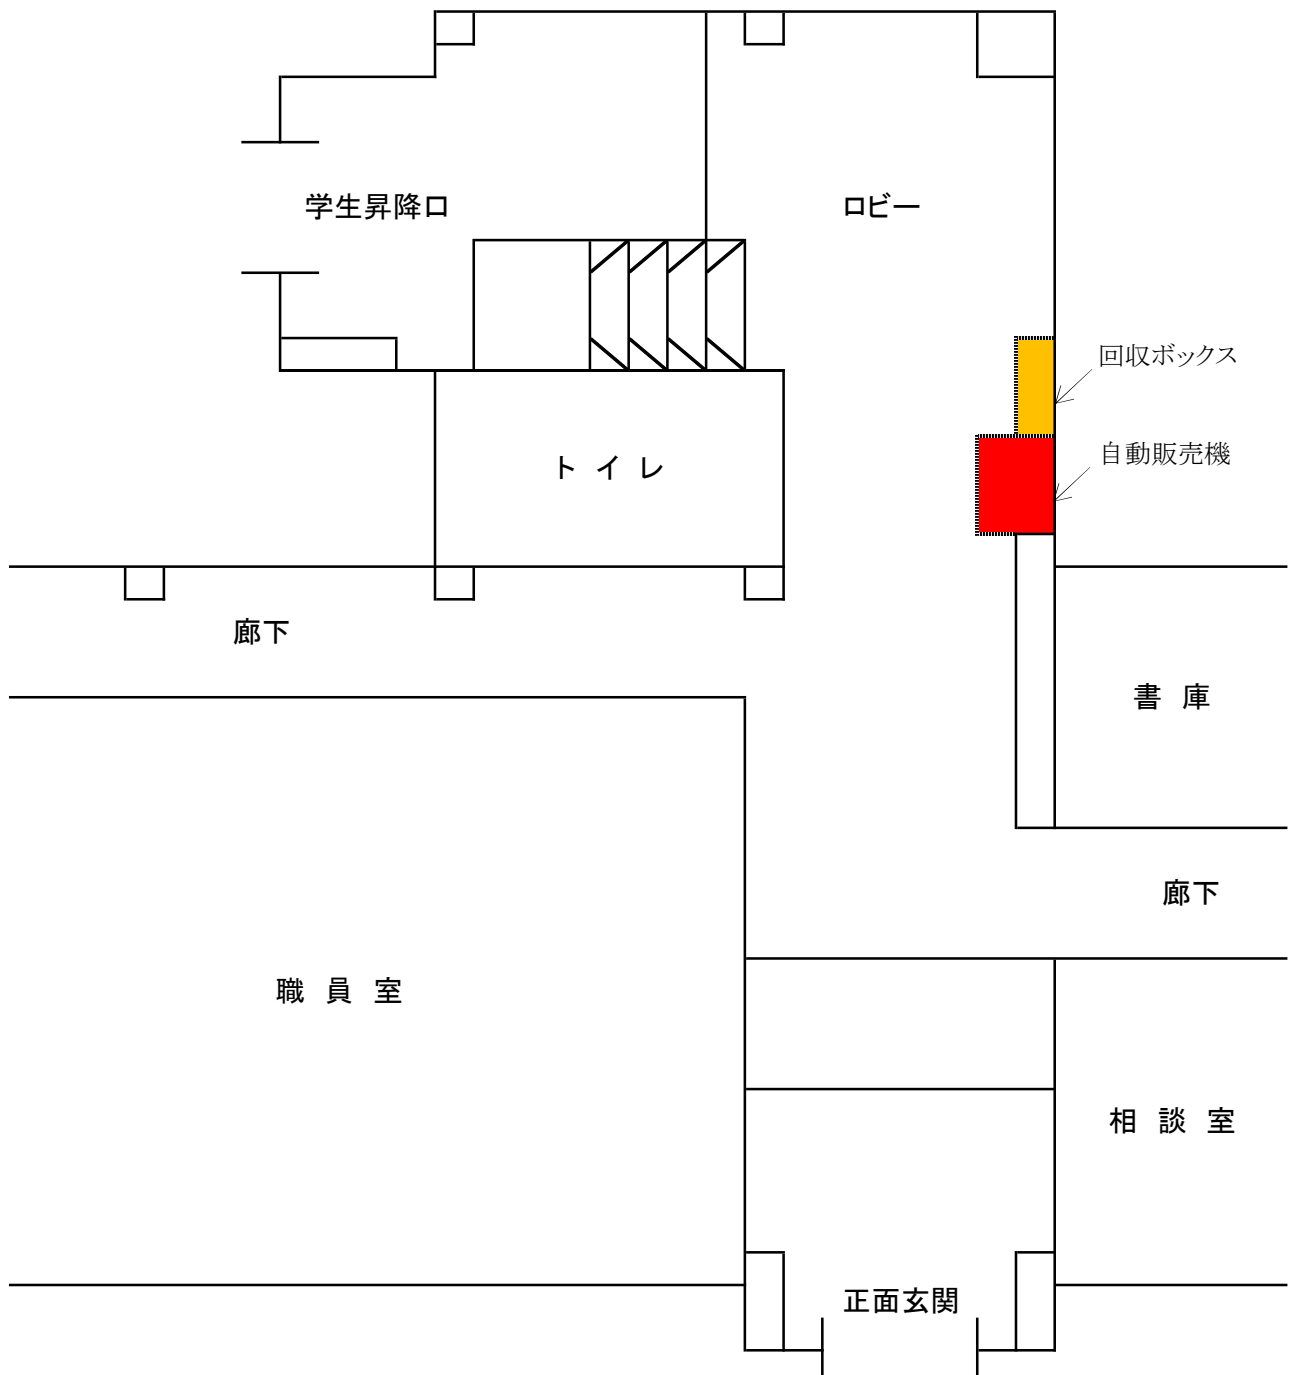 学生昇降口
ロビー
回収ボックス
自動販売機
ト イ レ
廊下
書 庫
廊下
職 員 室
相 談 室
正面玄関